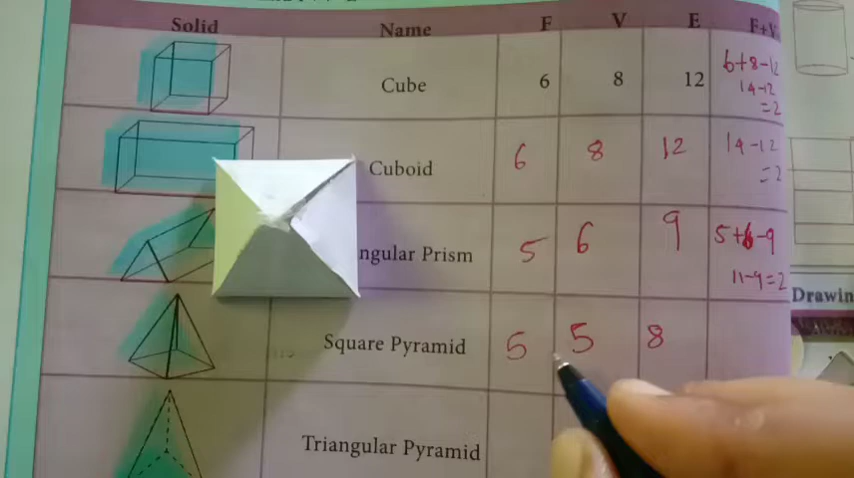 Solid Name F V E F+V
Cube 6 8 12 6+8-12
14-12
=2
Cuboid 6 8 12 14-12
=2
ngular Prism 5 6 9 5+6-9
11-9=2
Drawin
Square Pyramid 5 5 8
Triangular Pyramid